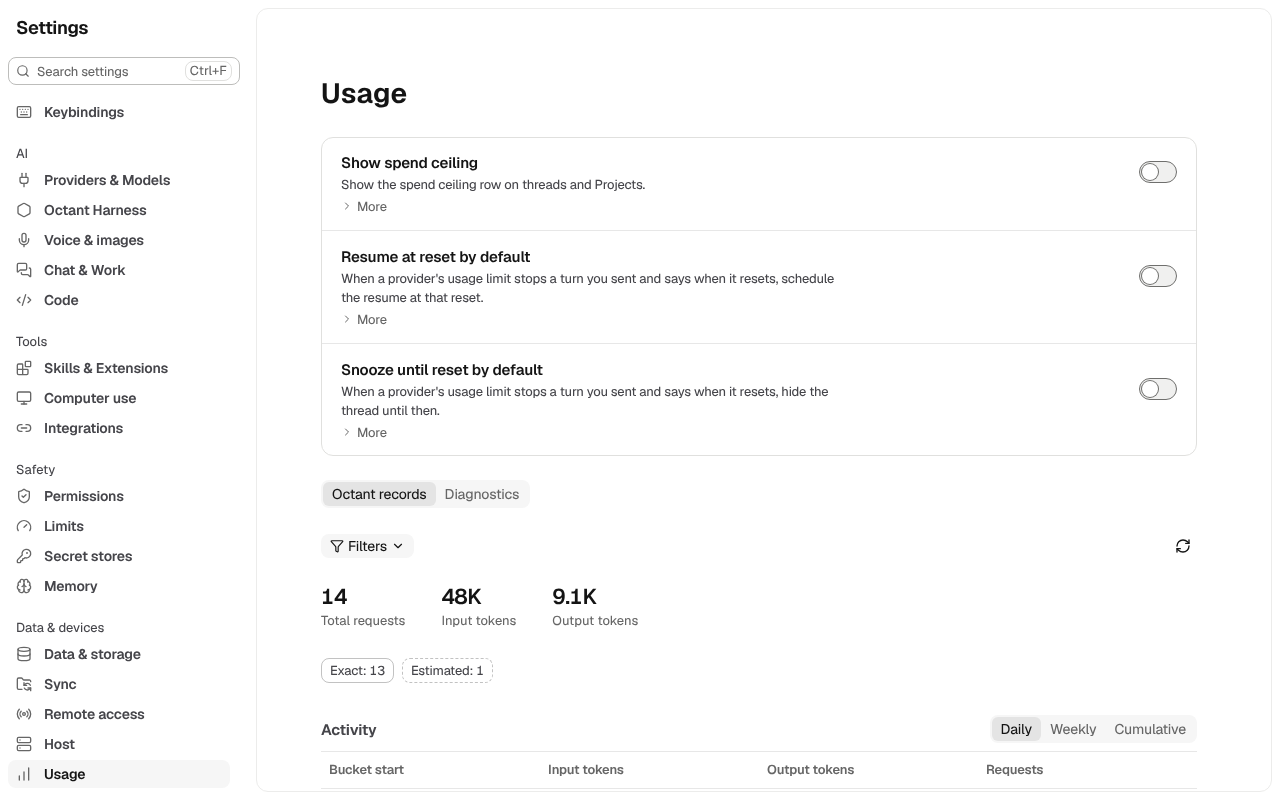 Settings
Search settings
Ctrl+F
Keybindings
AI
Providers & Models
Octant Harness
Voice & images
Chat & Work
Code
Tools
Skills & Extensions
Computer use
Integrations
Safety
Permissions
Limits
Secret stores
Memory
Data & devices
Data & storage
Sync
Remote access
Host
Usage
Usage
Show spend ceiling
Show the spend ceiling row on threads and Projects.
More
Resume at reset by default
When a provider's usage limit stops a turn you sent and says when it resets, schedule
the resume at that reset.
More
Snooze until reset by default
When a provider's usage limit stops a turn you sent and says when it resets, hide the
thread until then.
More
Octant records
Diagnostics
Filters
14
Total requests
48K
Input tokens
9.1K
Output tokens
Exact: 13
Estimated: 1
Activity
Daily
Weekly
Cumulative
Bucket start
Input tokens
Output tokens
Requests